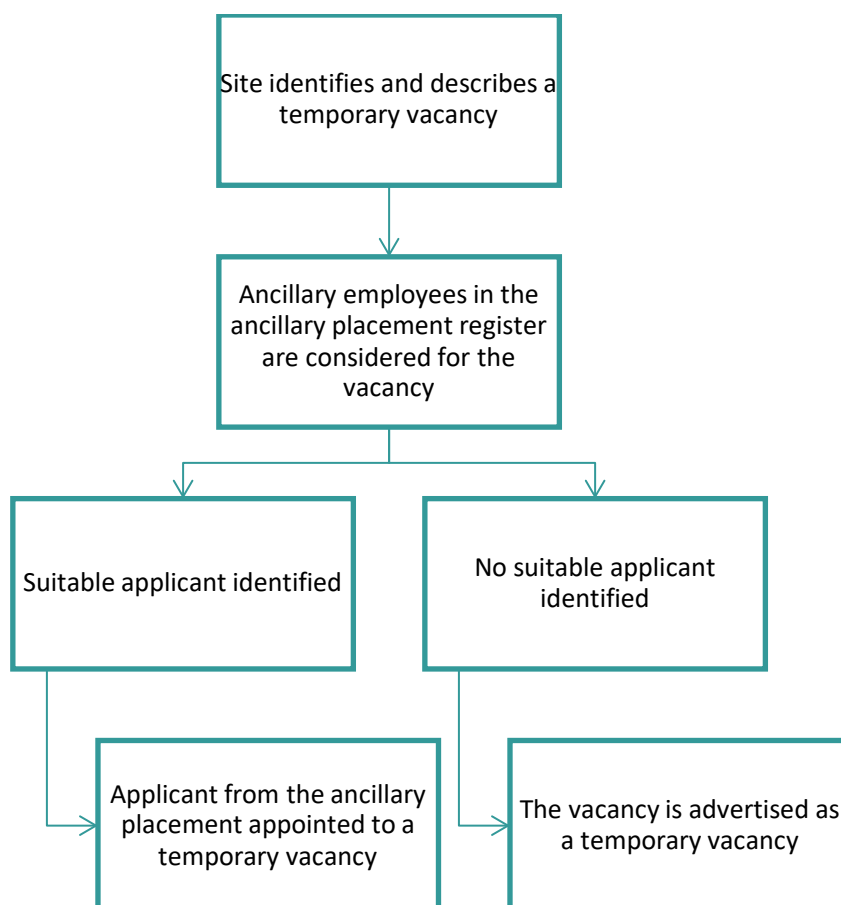 Site identifies and describes a
temporary vacancy
Ancillary employees in the
ancillary placement register
are considered for the
vacancy
Suitable applicant identified
No suitable applicant
identified
Applicant from the ancillary
placement appointed to a
temporary vacancy
The vacancy is advertised as
a temporary vacancy